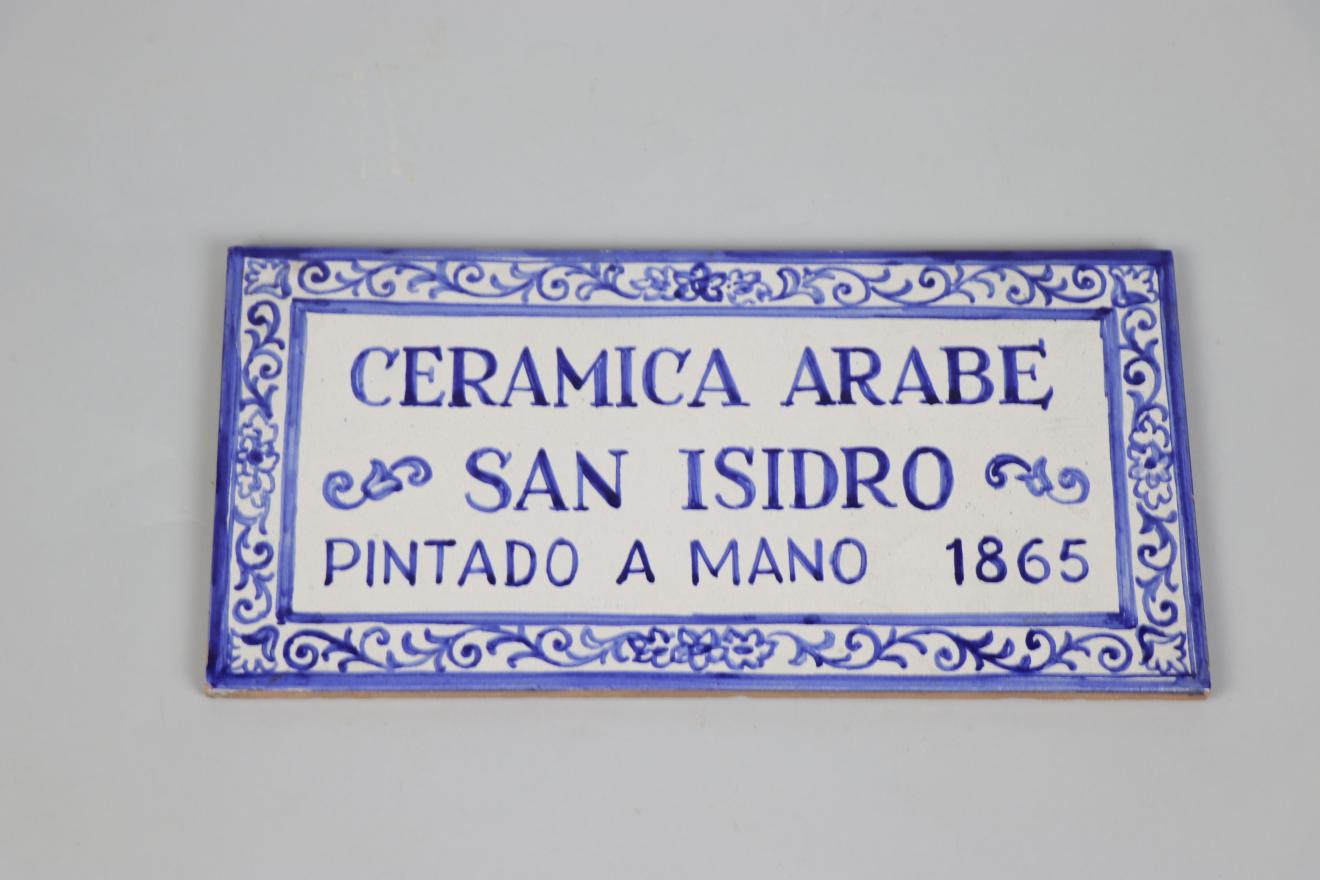 CERAMICA ARABE
SAN ISIDRO
PINTADO A MANO 1865